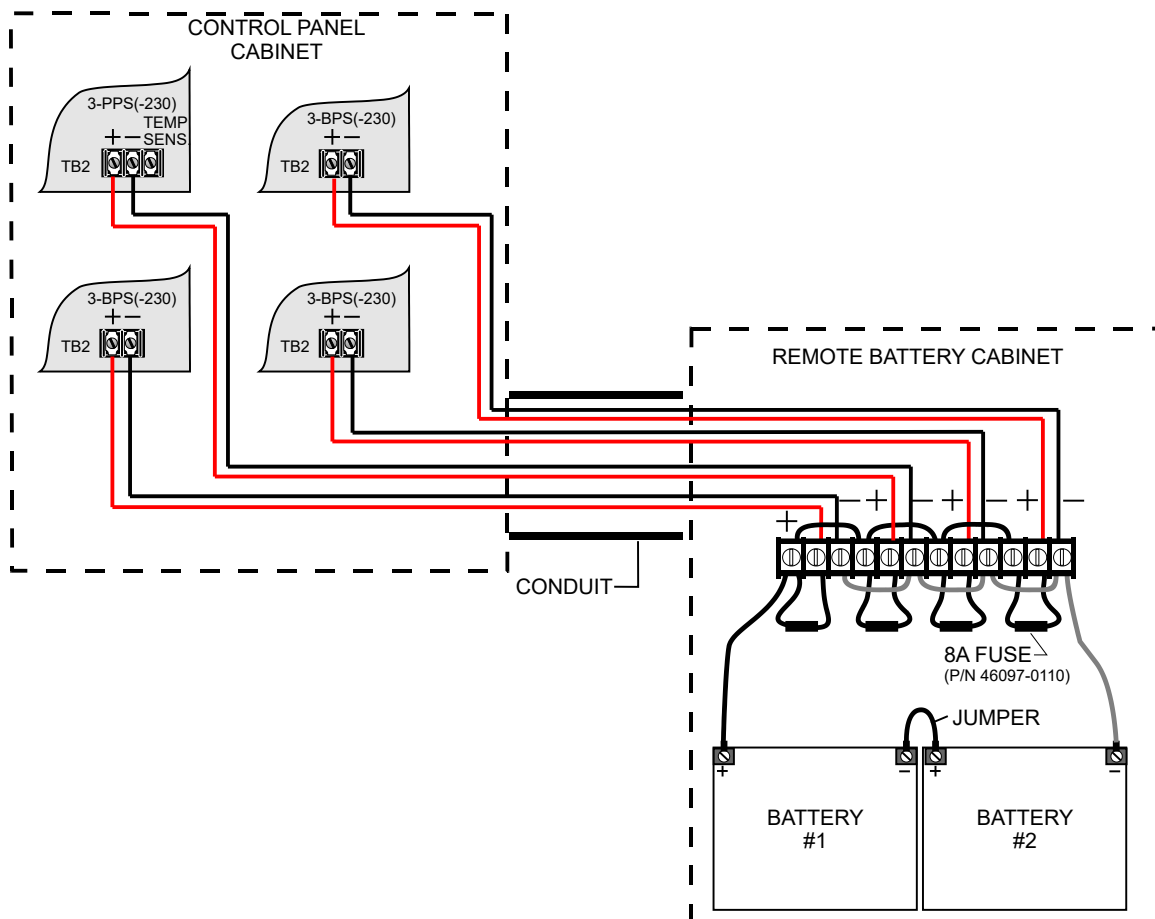 CONTROL PANEL
CABINET
3-PPS(-230)
TEMP
SENS.
+ −
TB2
3-BPS(-230)
+ −
TB2
3-BPS(-230)
+ −
TB2
3-BPS(-230)
+ −
TB2
REMOTE BATTERY CABINET
+ − + − + − + −
CONDUIT
8A FUSE
(P/N 46097-0110)
JUMPER
+ − + −
BATTERY
#1
BATTERY
#2